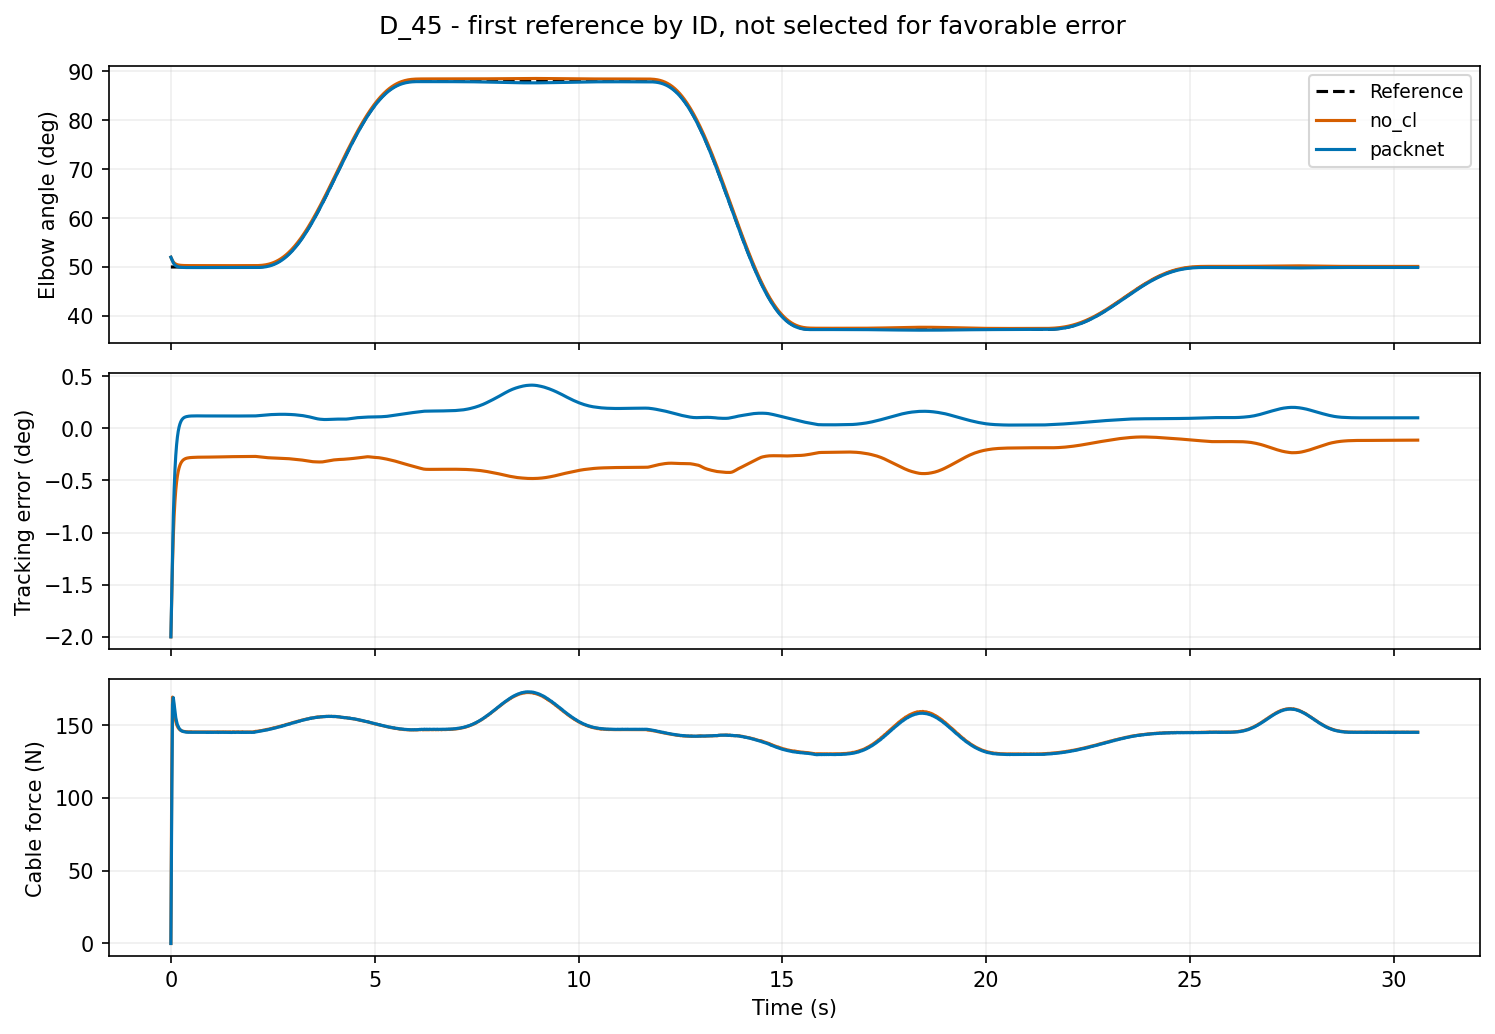 D_45 - first reference by ID, not selected for favorable error
Elbow angle (deg)
90
80
70
60
50
40
Reference
no_cl
packnet
Tracking error (deg)
0.5
0.0
−0.5
−1.0
−1.5
−2.0
Cable force (N)
150
100
50
0
0 5 10 15 20 25 30
Time (s)